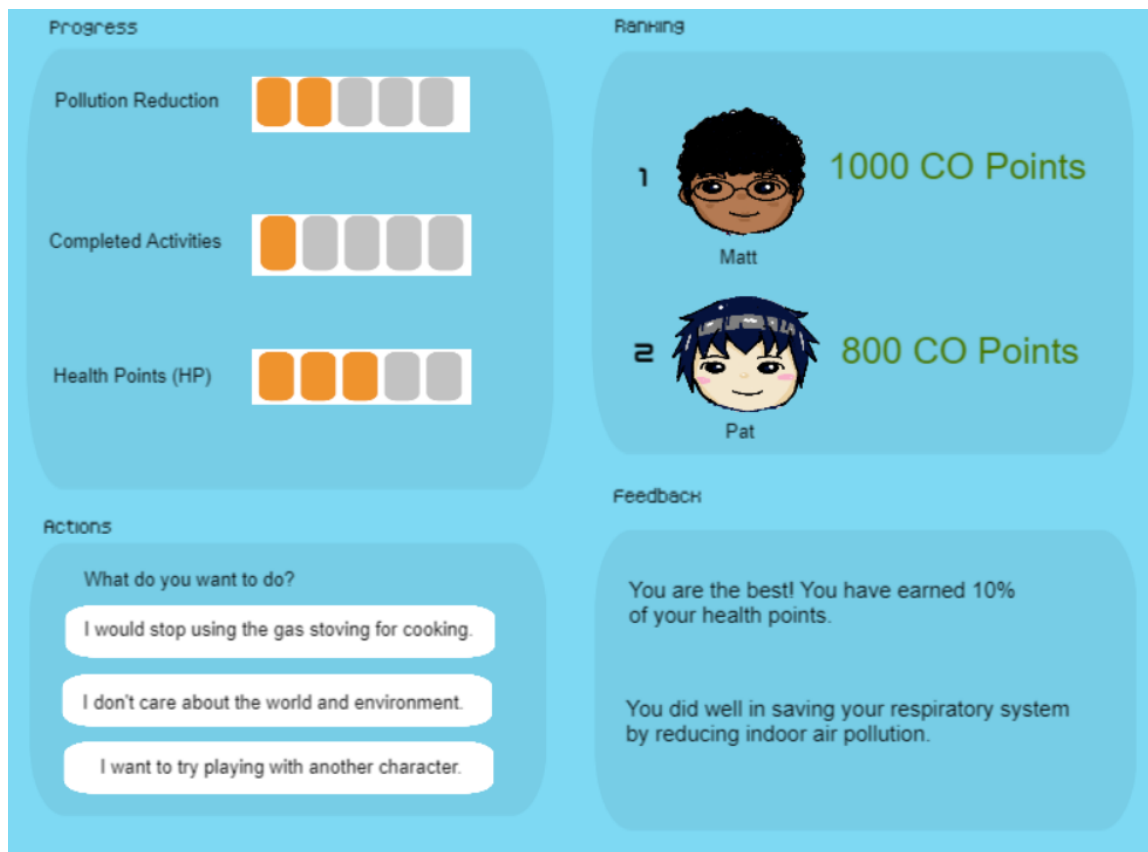 Progress
Pollution Reduction
Completed Activities
Health Points (HP)
Ranking
1
1000 CO Points
Matt
2
800 CO Points
Pat
Actions
What do you want to do?
I would stop using the gas stoving for cooking.
I don't care about the world and environment.
I want to try playing with another character.
Feedback
You are the best! You have earned 10%
of your health points.
You did well in saving your respiratory system
by reducing indoor air pollution.